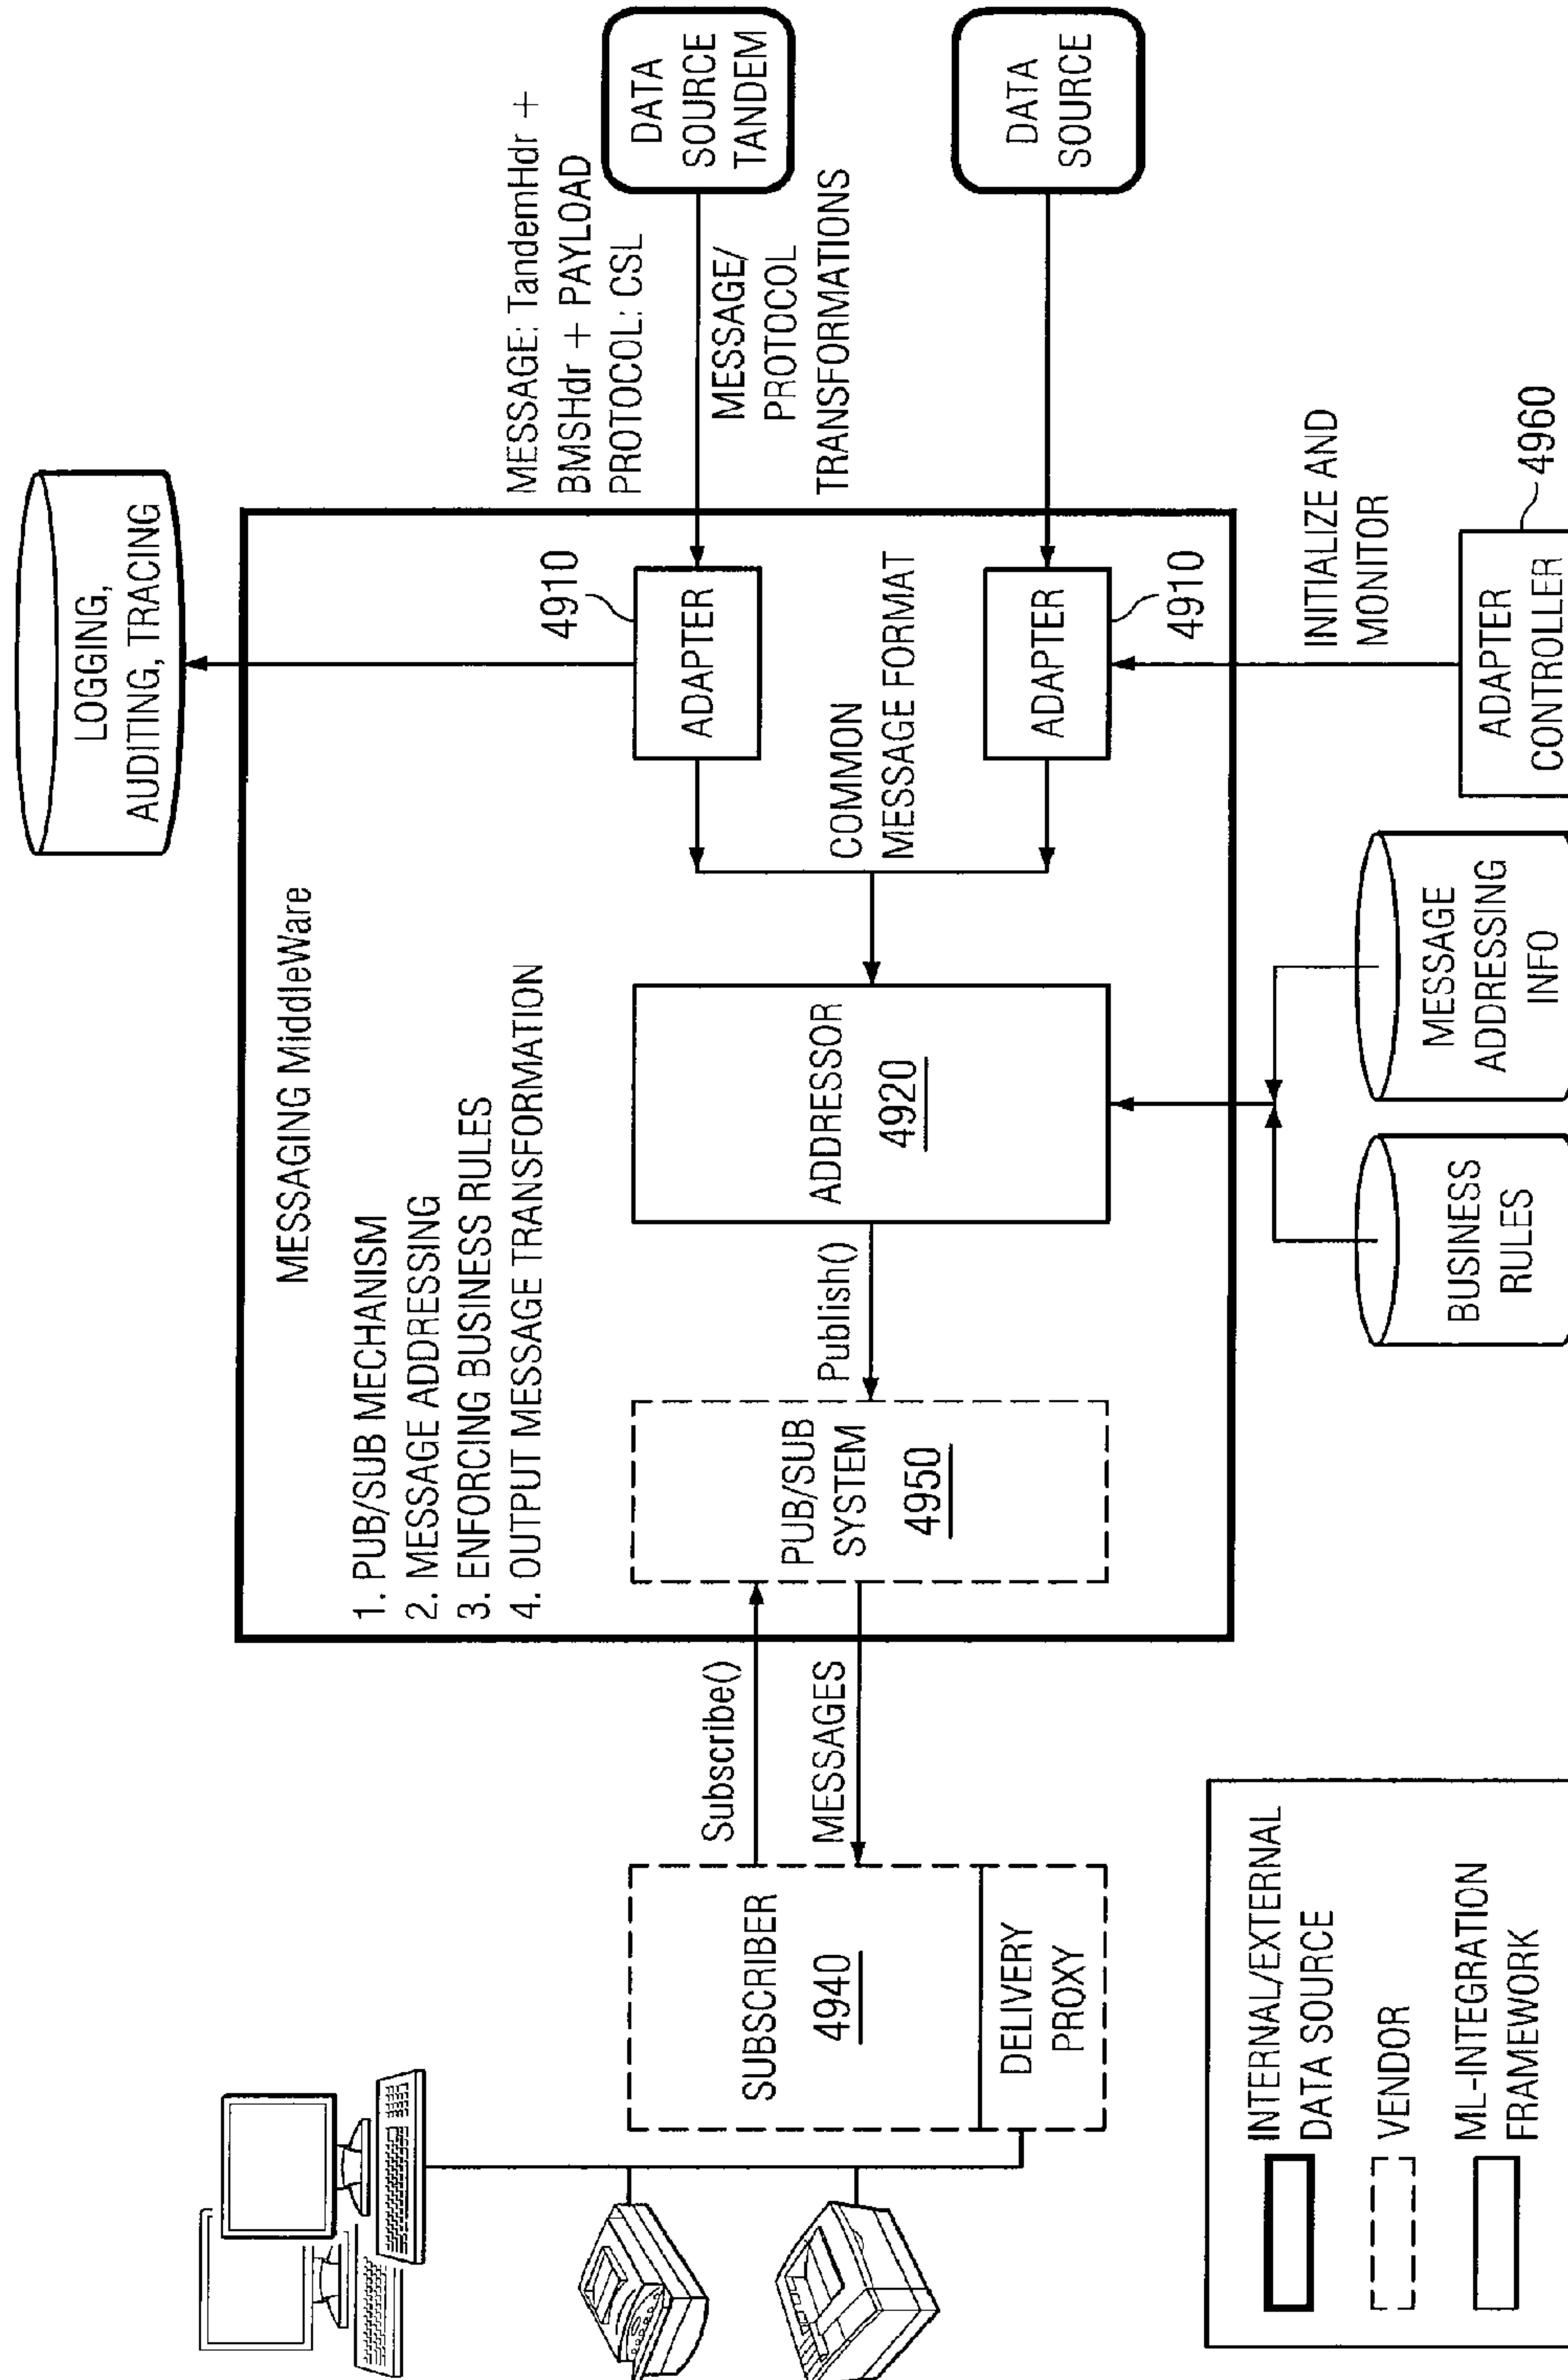 LOGGING,
AUDITING, TRACING
MESSAGING MiddleWare
1. PUB/SUB MECHANISM
2. MESSAGE ADDRESSING
3. ENFORCING BUSINESS RULES
4. OUTPUT MESSAGE TRANSFORMATION
MESSAGE: TandemHdr +
BMSHdr + PAYLOAD
PROTOCOL: CSL
MESSAGE/
PROTOCOL
TRANSFORMATIONS
DATA
SOURCE
TANDEM
DATA
SOURCE
4910
ADAPTER
COMMON
MESSAGE FORMAT
ADAPTER
4910
ADDRESSOR
4920
Publish()
PUB/SUB
SYSTEM
4950
Subscribe()
MESSAGES
SUBSCRIBER
4940
DELIVERY
PROXY
INITIALIZE AND
MONITOR
ADAPTER
CONTROLLER
4960
MESSAGE
ADDRESSING
INFO
BUSINESS
RULES
INTERNAL/EXTERNAL
DATA SOURCE
VENDOR
ML-INTEGRATION
FRAMEWORK